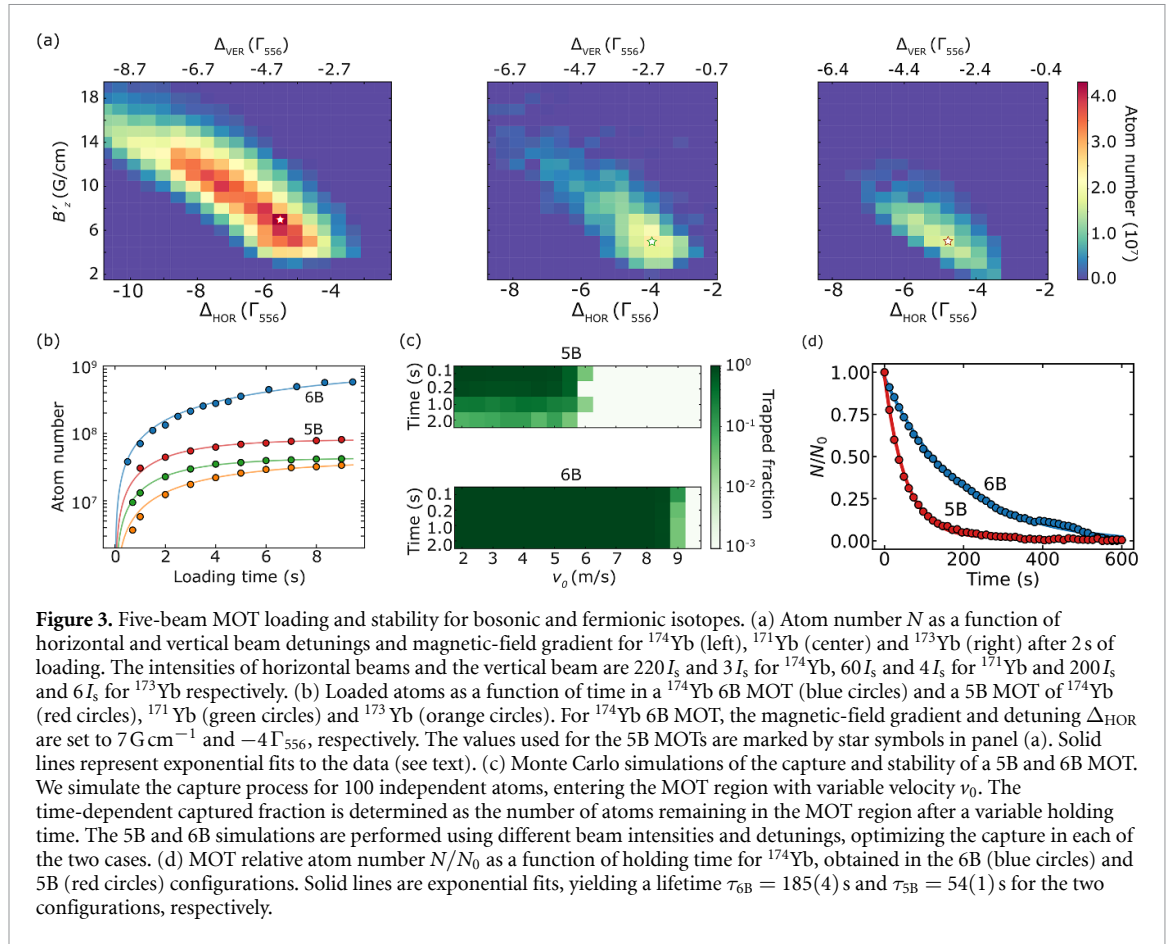 (a)
Δ_VER (Γ_556)
-8.7 -6.7 -4.7 -2.7
Δ_VER (Γ_556)
-6.7 -4.7 -2.7 -0.7
Δ_VER (Γ_556)
-6.4 -4.4 -2.4 -0.4
B'_z (G/cm)
18
14
10
6
2
-10 -8 -6 -4
Δ_HOR (Γ_556)
-8 -6 -4 -2
Δ_HOR (Γ_556)
-8 -6 -4 -2
Δ_HOR (Γ_556)
4.0
3.0
2.0
1.0
0.0
Atom number (10⁷)
(b)
Atom number
10⁹
10⁸
10⁷
6B
5B
0 2 4 6 8
Loading time (s)
(c)
5B
Time (s)
0.1
0.2
1.0
2.0
6B
Time (s)
0.1
0.2
1.0
2.0
2 3 4 5 6 7 8 9
v₀ (m/s)
10⁰
10⁻¹
10⁻²
10⁻³
Trapped fraction
(d)
N/N₀
1.00
0.75
0.50
0.25
0.00
6B
5B
0 200 400 600
Time (s)
Figure 3. Five-beam MOT loading and stability for bosonic and fermionic isotopes. (a) Atom number N as a function of
horizontal and vertical beam detunings and magnetic-field gradient for ¹⁷⁴Yb (left), ¹⁷¹Yb (center) and ¹⁷³Yb (right) after 2 s of
loading. The intensities of horizontal beams and the vertical beam are 220 I_s and 3 I_s for ¹⁷⁴Yb, 60 I_s and 4 I_s for ¹⁷¹Yb and 200 I_s
and 6 I_s for ¹⁷³Yb respectively. (b) Loaded atoms as a function of time in a ¹⁷⁴Yb 6B MOT (blue circles) and a 5B MOT of ¹⁷⁴Yb
(red circles), ¹⁷¹Yb (green circles) and ¹⁷³Yb (orange circles). For ¹⁷⁴Yb 6B MOT, the magnetic-field gradient and detuning Δ_HOR
are set to 7 G cm⁻¹ and −4 Γ_556, respectively. The values used for the 5B MOTs are marked by star symbols in panel (a). Solid
lines represent exponential fits to the data (see text). (c) Monte Carlo simulations of the capture and stability of a 5B and 6B MOT.
We simulate the capture process for 100 independent atoms, entering the MOT region with variable velocity v₀. The
time-dependent captured fraction is determined as the number of atoms remaining in the MOT region after a variable holding
time. The 5B and 6B simulations are performed using different beam intensities and detunings, optimizing the capture in each of
the two cases. (d) MOT relative atom number N/N₀ as a function of holding time for ¹⁷⁴Yb, obtained in the 6B (blue circles) and
5B (red circles) configurations. Solid lines are exponential fits, yielding a lifetime τ_6B = 185(4) s and τ_5B = 54(1) s for the two
configurations, respectively.